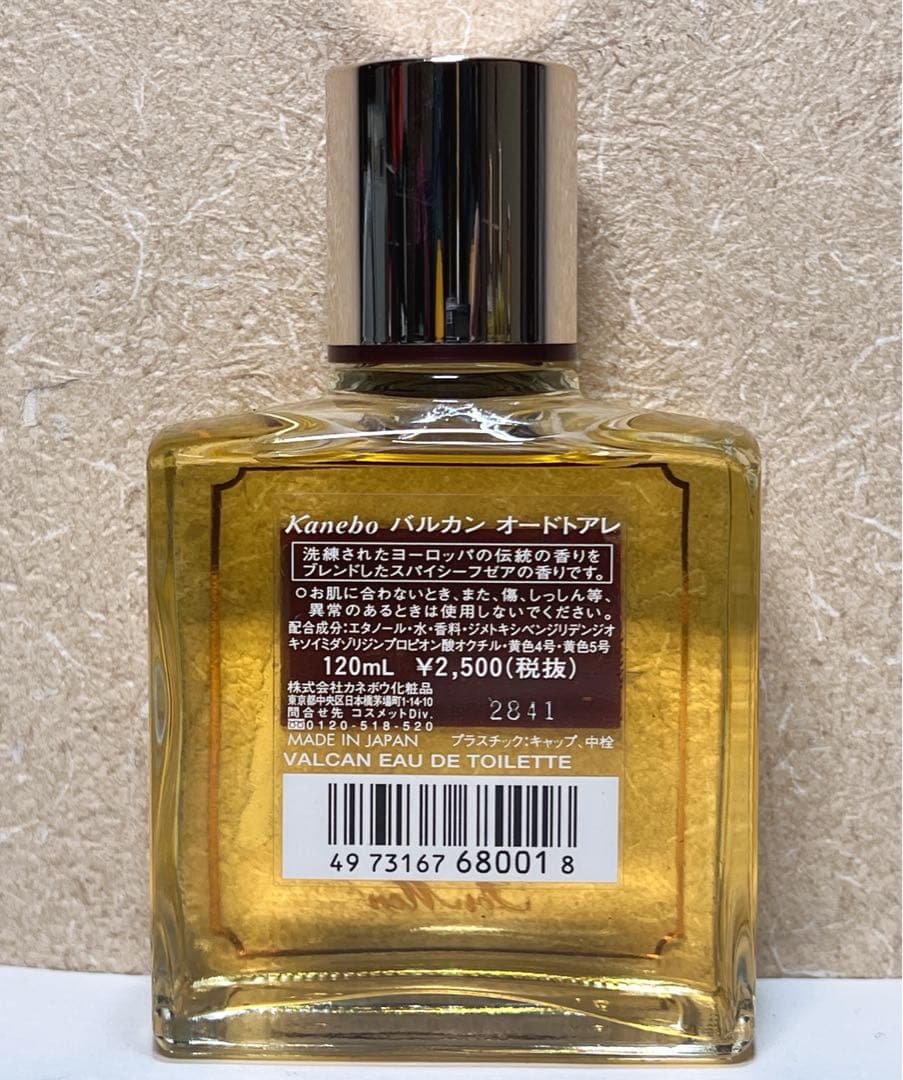 Kanebo バルカン オードトアレ
洗練されたヨーロッパの伝統の香りを
ブレンドしたスパイシーフゼアの香りです。
○お肌に合わないとき、また、傷、しっしん等、
異常のあるときは使用しないでください。
配合成分:エタノール・水・香料・ジメトキシベンジリデンジオ
キソイミダゾリジンプロピオン酸オクチル・黄色4号・黄色5号
120mL ¥2,500(税抜)
株式会社カネボウ化粧品
東京都中央区日本橋茅場町1-14-10
問合せ先 コスメットDiv.
0120-518-520
2841
MADE IN JAPAN プラスチック:キャップ、中栓
VALCAN EAU DE TOILETTE
49 73167 68001 8
For Men